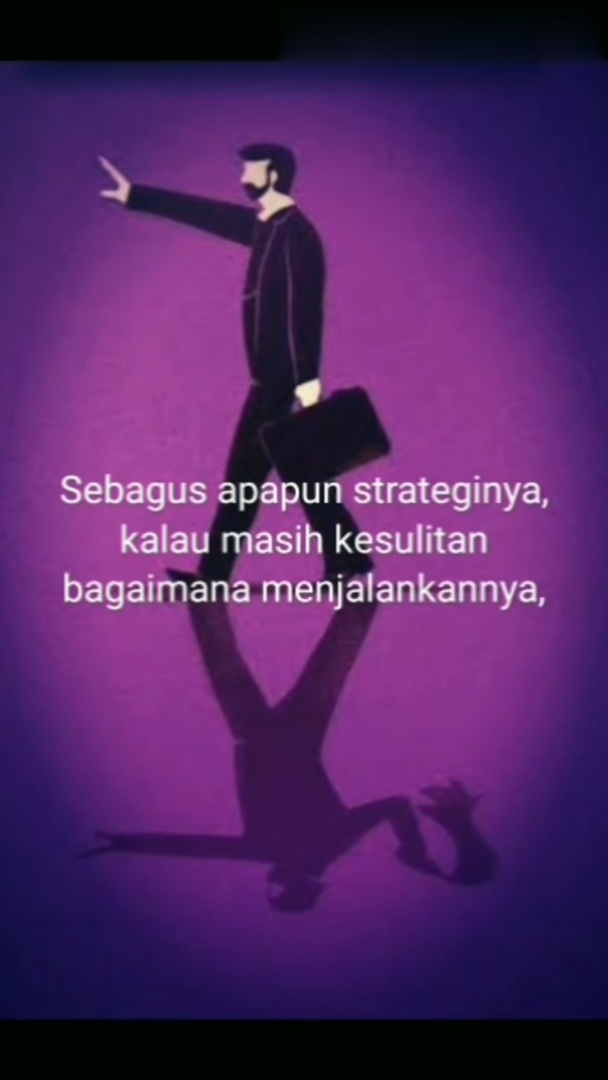 Sebagus apapun strateginya,
kalau masih kesulitan
bagaimana menjalankannya,